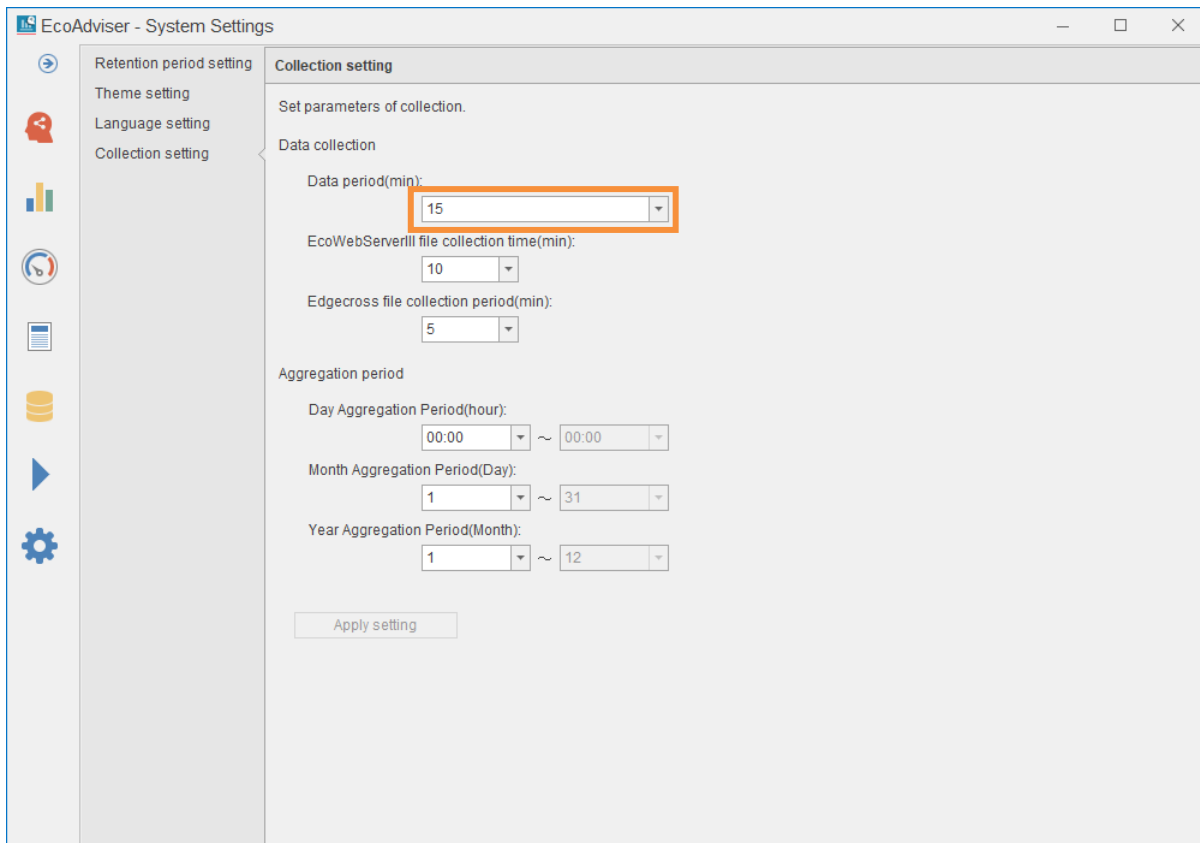 EcoAdviser - System Settings
Retention period setting
Theme setting
Language setting
Collection setting
Collection setting
Set parameters of collection.
Data collection
Data period(min):
15
EcoWebServerIII file collection time(min):
10
Edgecross file collection period(min):
5
Aggregation period
Day Aggregation Period(hour):
00:00 ~ 00:00
Month Aggregation Period(Day):
1 ~ 31
Year Aggregation Period(Month):
1 ~ 12
Apply setting